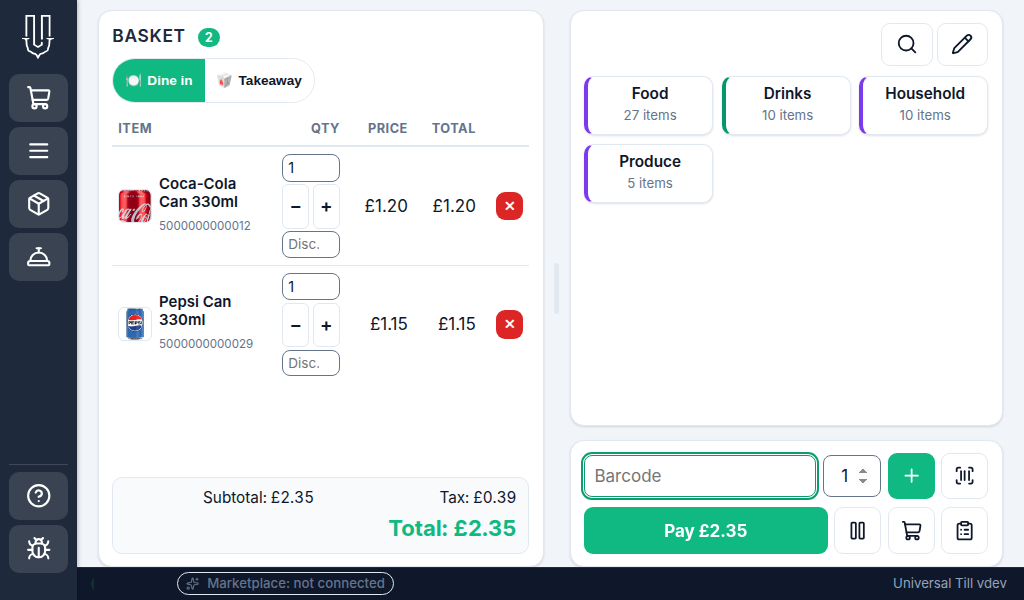 BASKET 2
Dine in
Takeaway
ITEM QTY PRICE TOTAL
Coca-Cola
Can 330ml
5000000000012
1
− +
Disc.
£1.20 £1.20
Pepsi Can
330ml
5000000000029
1
− +
Disc.
£1.15 £1.15
Subtotal: £2.35 Tax: £0.39
Total: £2.35
Food
27 items
Drinks
10 items
Household
10 items
Produce
5 items
Barcode
1
Pay £2.35
Marketplace: not connected
Universal Till vdev